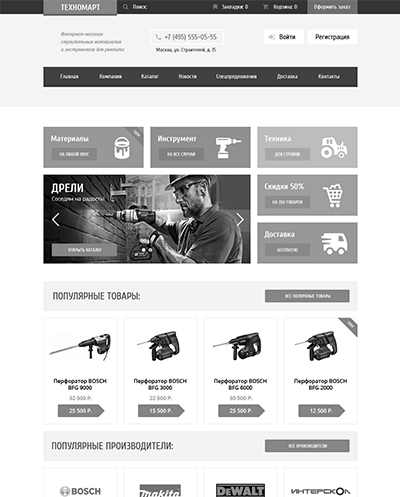 ТЕХНОМАРТ
Поиск:
Закладки: 0
Корзина: 0
Оформить заказ
Интернет-магазин
строительных материалов
и инструментов для ремонта
+7 (495) 555-05-55
Москва, ул. Строителей, д. 15
Войти
Регистрация
Главная
Компания
Каталог
Новости
Спецпредложения
Доставка
Контакты
Материалы
НА ЛЮБОЙ ВКУС
Инструмент
НА ВСЕ СЛУЧАИ
Техника
ДЛЯ СТРОЙКИ
ДРЕЛИ
Соседям на радость!
ОТКРЫТЬ КАТАЛОГ
Скидки 50%
НА 150 ТОВАРОВ
Доставка
БЕСПЛАТНО
ПОПУЛЯРНЫЕ ТОВАРЫ:
ВСЕ ПОПУЛЯРНЫЕ ТОВАРЫ
Перфоратор BOSCH
BFG 9000
32 500 Р.
25 500 Р.
Перфоратор BOSCH
BFG 3000
22 500 Р.
15 500 Р.
Перфоратор BOSCH
BFG 6000
30 500 Р.
25 500 Р.
Перфоратор BOSCH
BFG 2000
12 500 Р.
ПОПУЛЯРНЫЕ ПРОИЗВОДИТЕЛИ:
ВСЕ ПРОИЗВОДИТЕЛИ
BOSCH
makita
DEWALT
ИНТЕРСКОЛ